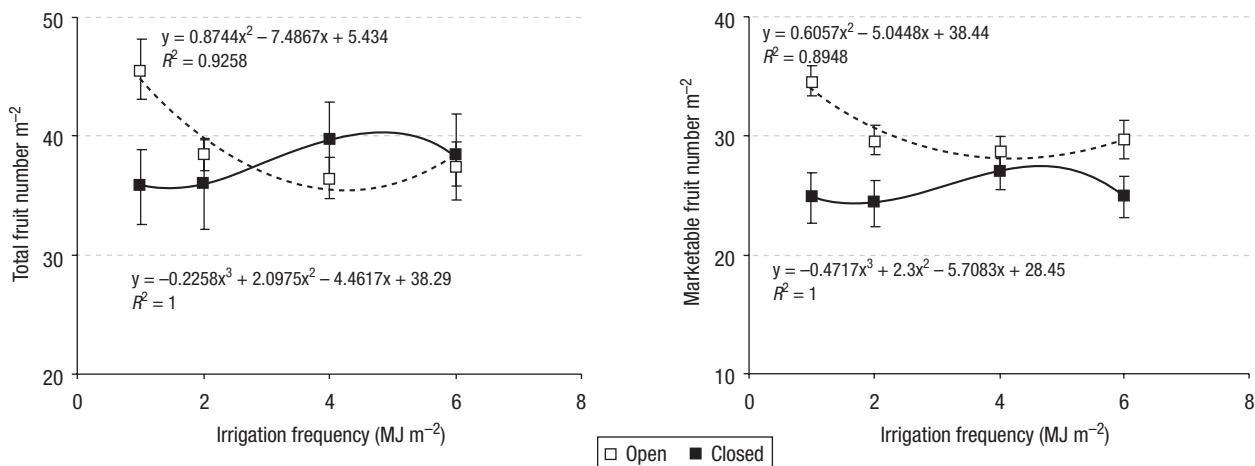 50
40
30
20
0
2
4
6
8
Total fruit number m⁻²
Irrigation frequency (MJ m⁻²)
y = 0.8744x² – 7.4867x + 5.434
R² = 0.9258
y = –0.2258x³ + 2.0975x² – 4.4617x + 38.29
R² = 1
50
40
30
20
10
0
2
4
6
8
Marketable fruit number m⁻²
Irrigation frequency (MJ m⁻²)
y = 0.6057x² – 5.0448x + 38.44
R² = 0.8948
y = –0.4717x³ + 2.3x² – 5.7083x + 28.45
R² = 1
Open Closed